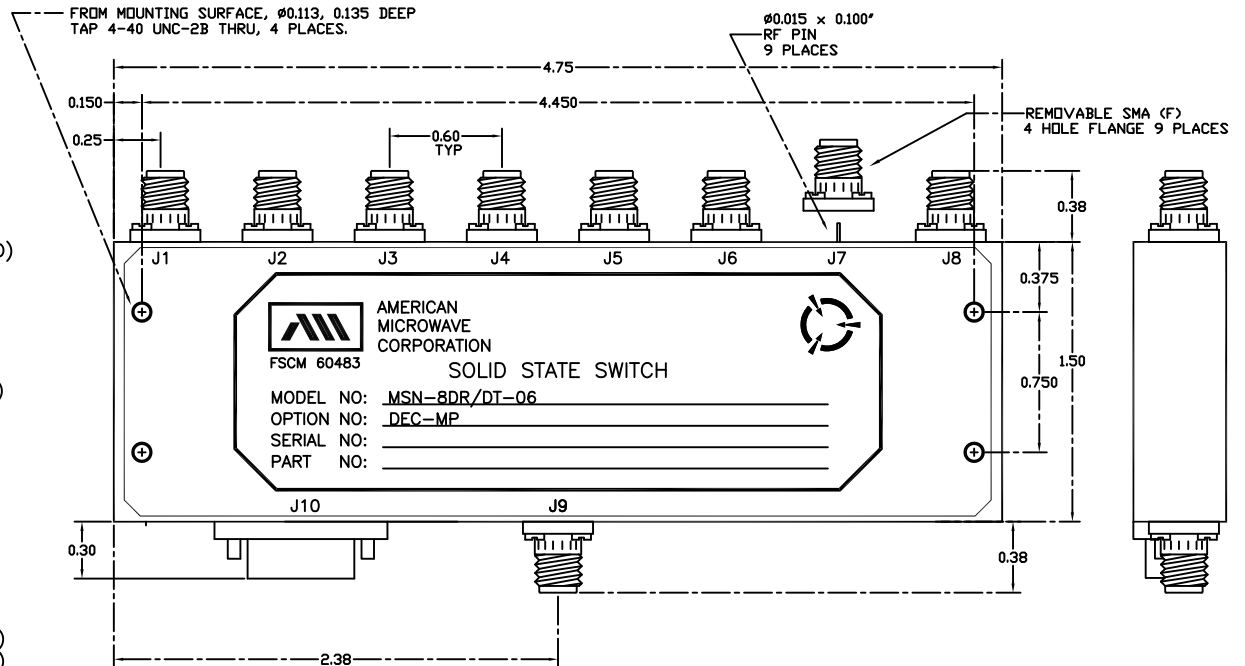 FROM MOUNTING SURFACE, Ø0.113, 0.135 DEEP
TAP 4-40 UNC-2B THRU, 4 PLACES.
Ø0.015 x 0.100"
RF PIN
9 PLACES
4.75
0.150
4.450
REMOVABLE SMA (F)
4 HOLE FLANGE 9 PLACES
0.25
0.60
TYP
0.38
)
J1
J2
J3
J4
J5
J6
J7
J8
0.375
AMERICAN
MICROWAVE
CORPORATION
FSCM 60483
SOLID STATE SWITCH
1.50
0.750
)
MODEL NO: MSN-8DR/DT-06
OPTION NO: DEC-MP
SERIAL NO:
PART NO:
J10
J9
0.30
0.38
)
)
2.38